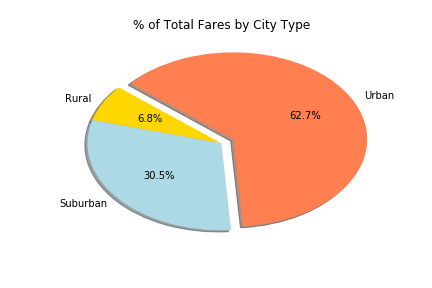 % of Total Fares by City Type
Urban
62.7%
Rural
6.8%
30.5%
Suburban